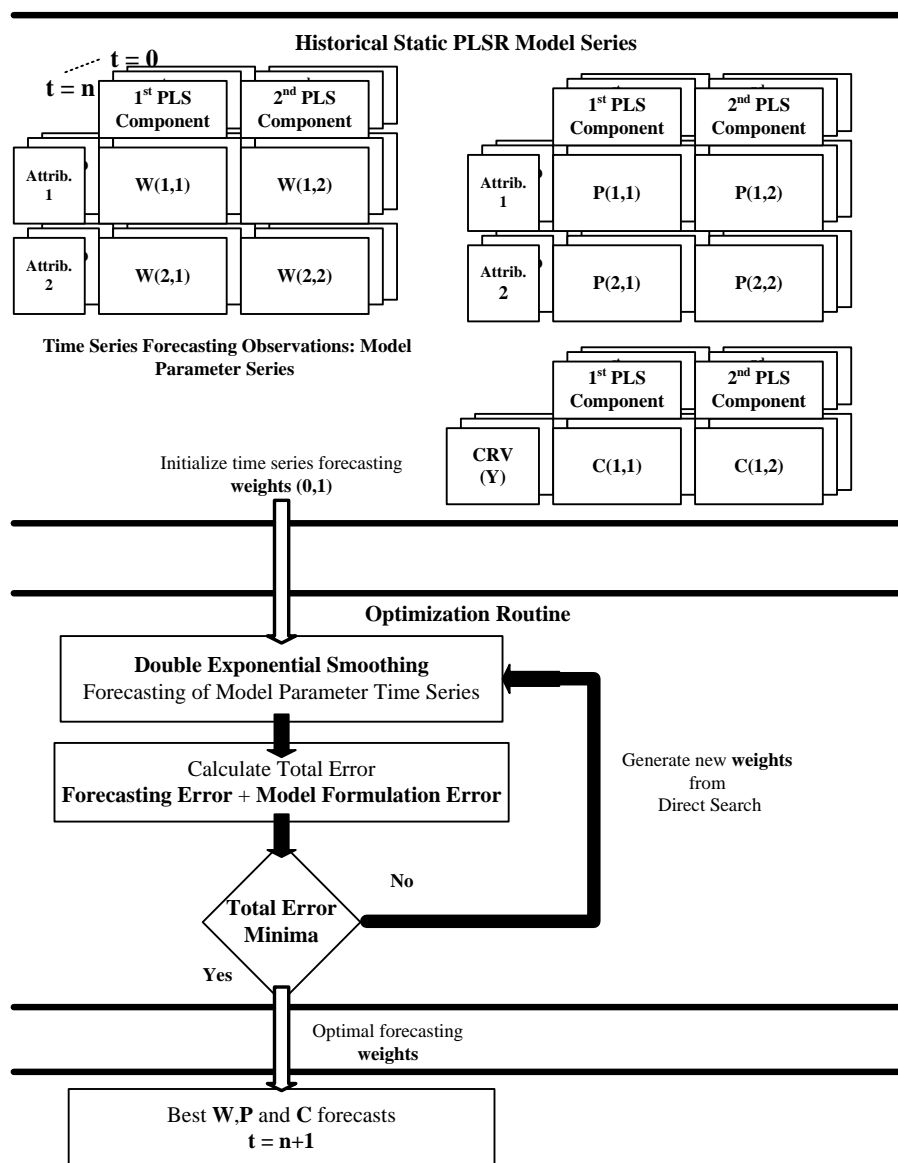 Historical Static PLSR Model Series
t = 0
t = n
1st PLS
Component
2nd PLS
Component
Attrib.
1
W(1,1)
W(1,2)
Attrib.
2
W(2,1)
W(2,2)
1st PLS
Component
2nd PLS
Component
Attrib.
1
P(1,1)
P(1,2)
Attrib.
2
P(2,1)
P(2,2)
Time Series Forecasting Observations: Model
Parameter Series
1st PLS
Component
2nd PLS
Component
CRV
(Y)
C(1,1)
C(1,2)
Initialize time series forecasting
weights (0,1)
Optimization Routine
Double Exponential Smoothing
Forecasting of Model Parameter Time Series
Calculate Total Error
Forecasting Error + Model Formulation Error
Generate new weights
from
Direct Search
No
Total Error
Minima
Yes
Optimal forecasting
weights
Best W,P and C forecasts
t = n+1